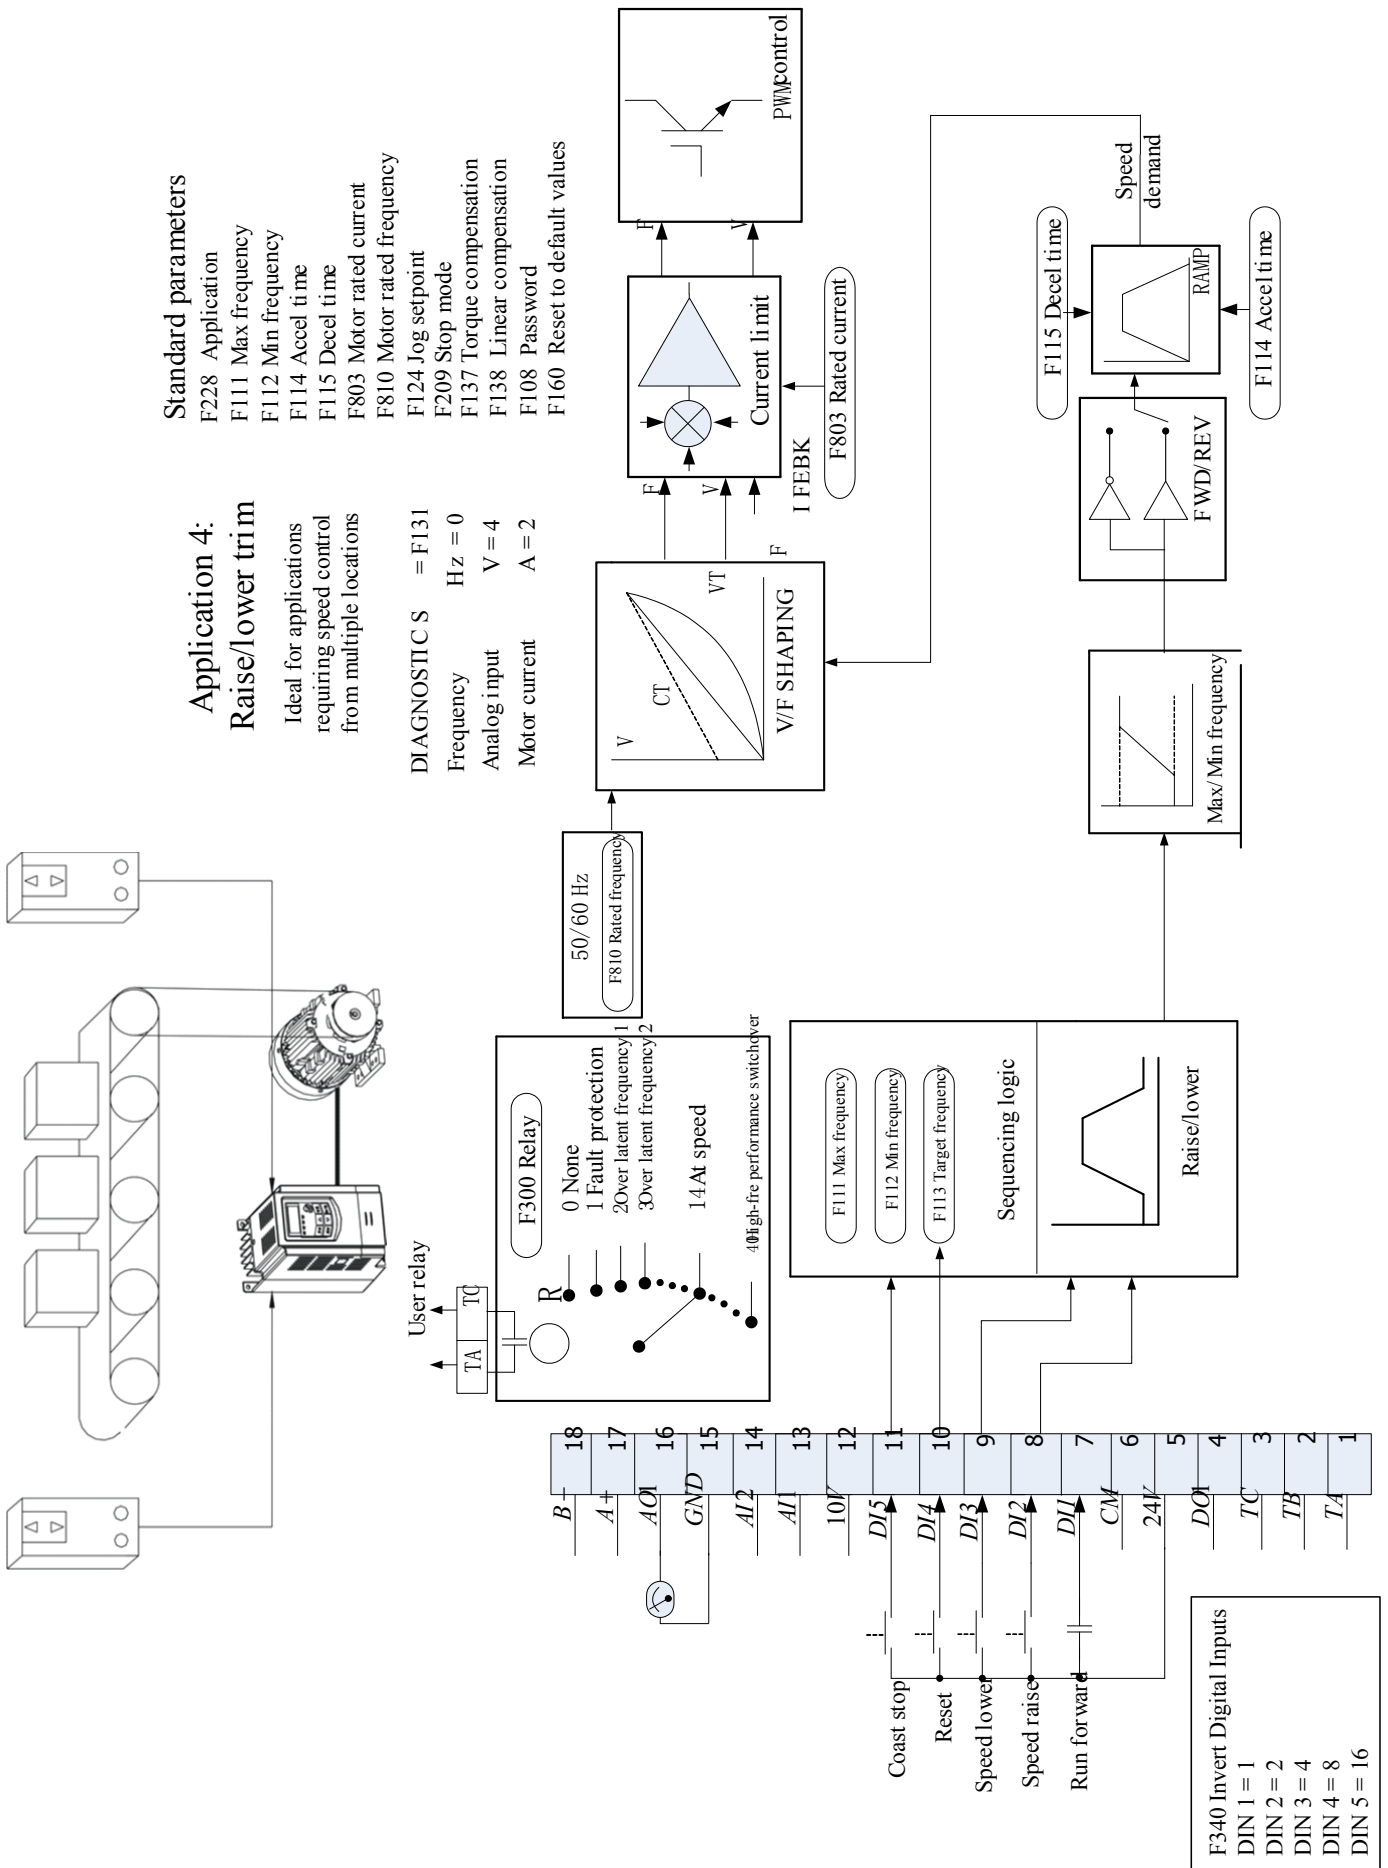 Application 4:
Raise/lower trim
Ideal for applications
requiring speed control
from multiple locations
DIAGNOSTIC S = F131
Frequency Hz = 0
Analog input V = 4
Motor current A = 2
Standard parameters
F228 Application
F111 Max frequency
F112 Min frequency
F114 Accel time
F115 Decel time
F803 Motor rated current
F810 Motor rated frequency
F124 Jog setpoint
F209 Stop mode
F137 Torque compensation
F138 Linear compensation
F108 Password
F160 Reset to default values
User relay
TA
TC
R
F300 Relay
0 None
1 Fault protection
2Over latent frequency 1
3Over latent frequency 2
14At speed
40High-fre performance switchover
50/60 Hz
F810 Rated frequency
V
CT
VT
F
V/F SHAPING
F
V
I FEBK
Current limit
F803 Rated current
F
V
PWM control
B-
18
A+
17
AO1
16
GND
15
AI2
14
AI1
13
10V
12
DI5
11
DI4
10
DI3
9
DI2
8
DI1
7
CM
6
24V
5
DO1
4
TC
3
TB
2
TA
1
Coast stop
Reset
Speed lower
Speed raise
Run forward
F111 Max frequency
F112 Min frequency
F113 Target frequency
Sequencing logic
Raise/lower
Max/Min frequency
FWD/REV
F115 Decel time
RAMP
F114 Accel time
Speed
demand
F340 Invert Digital Inputs
DIN 1 = 1
DIN 2 = 2
DIN 3 = 4
DIN 4 = 8
DIN 5 = 16